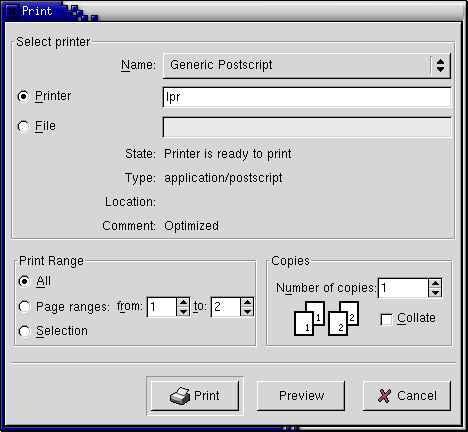 Print
Select printer
Name: Generic Postscript
Printer lpr
File
State: Printer is ready to print
Type: application/postscript
Location:
Comment: Optimized
Print Range
All
Page ranges: from: 1 to: 2
Selection
Copies
Number of copies: 1
1 1 2 2
Collate
Print Preview Cancel